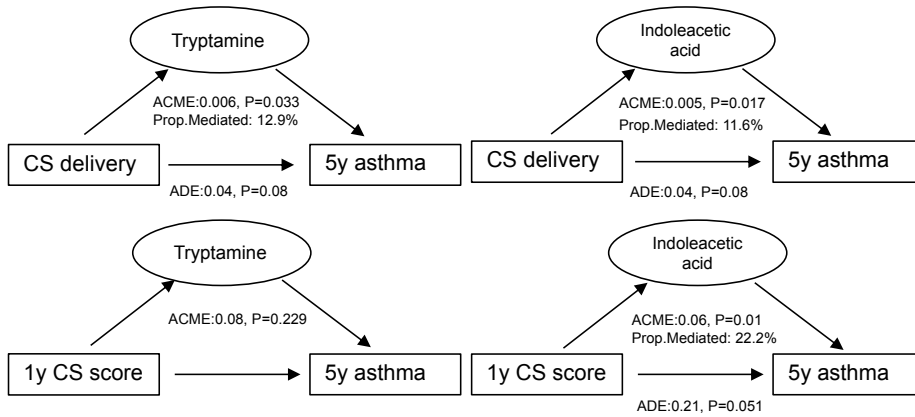 Tryptamine
ACME:0.006, P=0.033
Prop.Mediated: 12.9%
CS delivery
5y asthma
ADE:0.04, P=0.08
Indoleacetic
acid
ACME:0.005, P=0.017
Prop.Mediated: 11.6%
CS delivery
5y asthma
ADE:0.04, P=0.08
Tryptamine
ACME:0.08, P=0.229
1y CS score
5y asthma
Indoleacetic
acid
ACME:0.06, P=0.01
Prop.Mediated: 22.2%
1y CS score
5y asthma
ADE:0.21, P=0.051